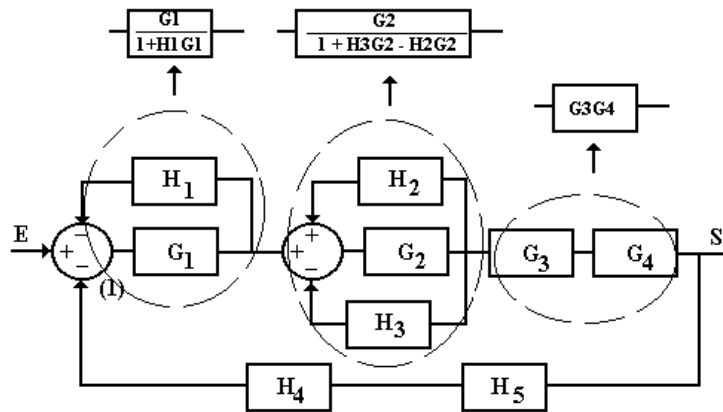 G1
1+H1G1
G2
1 + H3G2 - H2G2
G3G4
H1
H2
E
+
−
−
G1
+
+
−
G2
G3
G4
S
(1)
H3
H4
H5